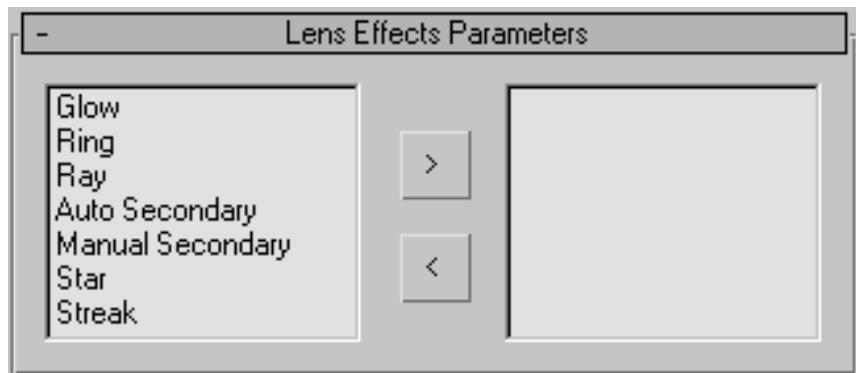 - Lens Effects Parameters
Glow
Ring
Ray
Auto Secondary
Manual Secondary
Star
Streak
>
<